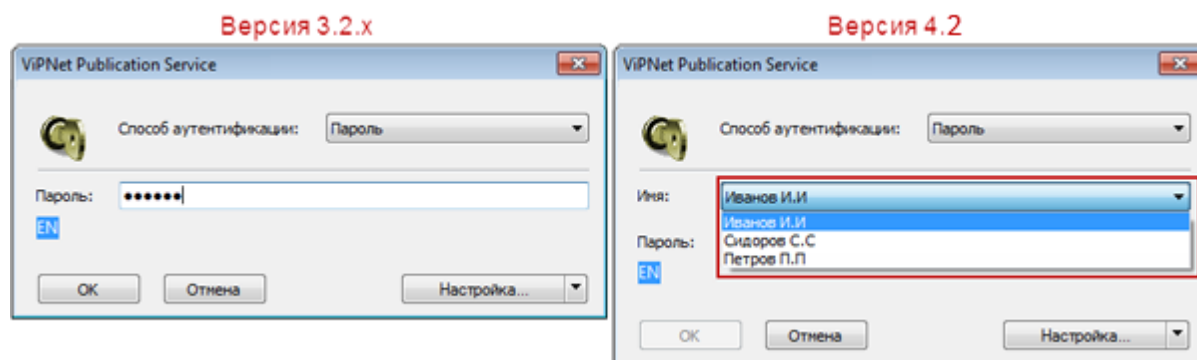 Версия 3.2.x
ViPNet Publication Service
Способ аутентификации: Пароль
Пароль: ●●●●●●
EN
OK Отмена Настройка...
Версия 4.2
ViPNet Publication Service
Способ аутентификации: Пароль
Имя: Иванов И.И
Иванов И.И
Сидоров С.С
Пароль:
Петров П.П
EN
OK Отмена Настройка...